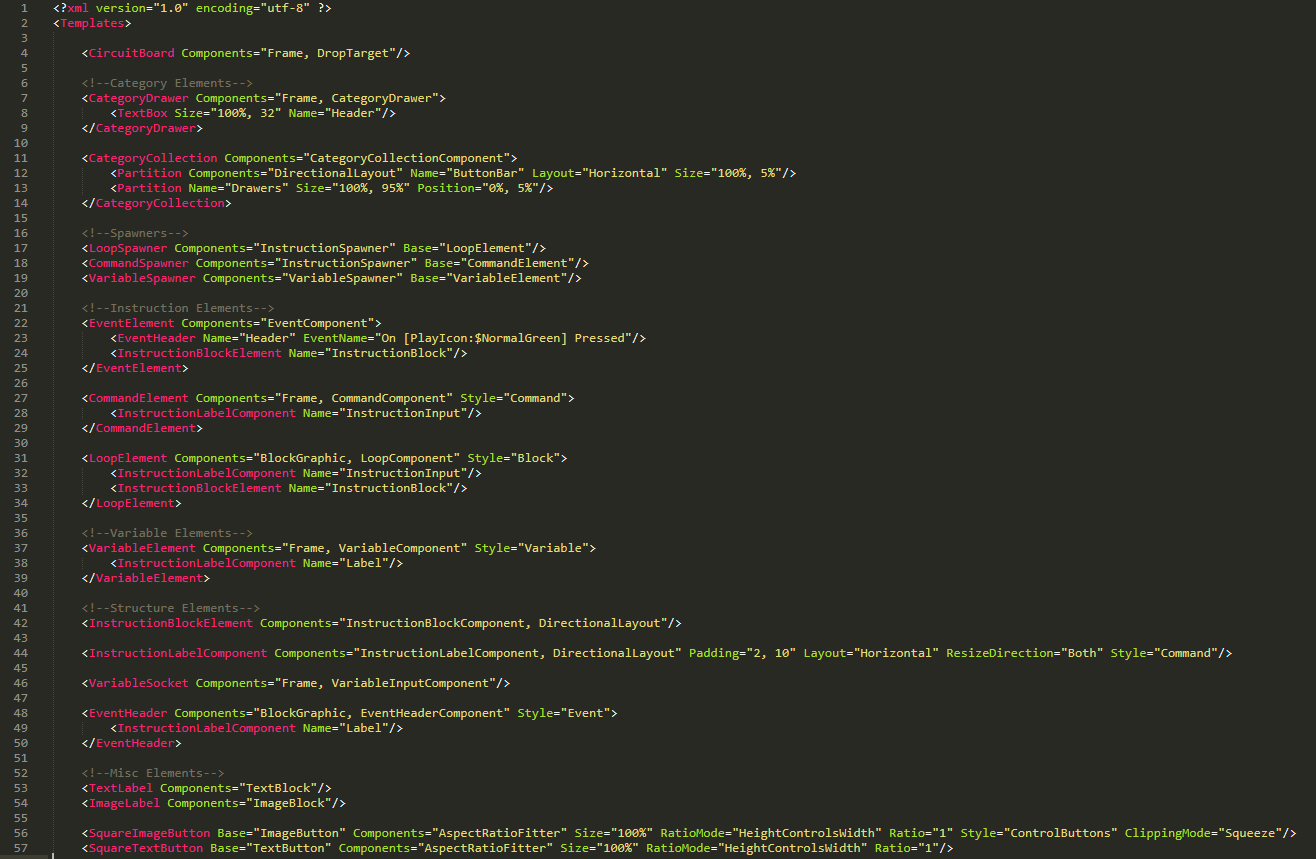 1 <?xml version="1.0" encoding="utf-8" ?>
2 <Templates>
3
4     <CircuitBoard Components="Frame, DropTarget"/>
5
6     <!--Category Elements-->
7     <CategoryDrawer Components="Frame, CategoryDrawer">
8         <TextBox Size="100%, 32" Name="Header"/>
9     </CategoryDrawer>
10
11     <CategoryCollection Components="CategoryCollectionComponent">
12         <Partition Components="DirectionalLayout" Name="ButtonBar" Layout="Horizontal" Size="100%, 5%"/>
13         <Partition Name="Drawers" Size="100%, 95%" Position="0%, 5%"/>
14     </CategoryCollection>
15
16     <!--Spawners-->
17     <LoopSpawner Components="InstructionSpawner" Base="LoopElement"/>
18     <CommandSpawner Components="InstructionSpawner" Base="CommandElement"/>
19     <VariableSpawner Components="VariableSpawner" Base="VariableElement"/>
20
21     <!--Instruction Elements-->
22     <EventElement Components="EventComponent">
23         <EventHeader Name="Header" EventName="On [PlayIcon:$NormalGreen] Pressed"/>
24         <InstructionBlockElement Name="InstructionBlock"/>
25     </EventElement>
26
27     <CommandElement Components="Frame, CommandComponent" Style="Command">
28         <InstructionLabelComponent Name="InstructionInput"/>
29     </CommandElement>
30
31     <LoopElement Components="BlockGraphic, LoopComponent" Style="Block">
32         <InstructionLabelComponent Name="InstructionInput"/>
33         <InstructionBlockElement Name="InstructionBlock"/>
34     </LoopElement>
35
36     <!--Variable Elements-->
37     <VariableElement Components="Frame, VariableComponent" Style="Variable">
38         <InstructionLabelComponent Name="Label"/>
39     </VariableElement>
40
41     <!--Structure Elements-->
42     <InstructionBlockElement Components="InstructionBlockComponent, DirectionalLayout"/>
43
44     <InstructionLabelComponent Components="InstructionLabelComponent, DirectionalLayout" Padding="2, 10" Layout="Horizontal" ResizeDirection="Both" Style="Command"/>
45
46     <VariableSocket Components="Frame, VariableInputComponent"/>
47
48     <EventHeader Components="BlockGraphic, EventHeaderComponent" Style="Event">
49         <InstructionLabelComponent Name="Label"/>
50     </EventHeader>
51
52     <!--Misc Elements-->
53     <TextLabel Components="TextBlock"/>
54     <ImageLabel Components="ImageBlock"/>
55
56     <SquareImageButton Base="ImageButton" Components="AspectRatioFitter" Size="100%" RatioMode="HeightControlsWidth" Ratio="1" Style="ControlButtons" ClippingMode="Squeeze"/>
57     <SquareTextButton Base="TextButton" Components="AspectRatioFitter" Size="100%" RatioMode="HeightControlsWidth" Ratio="1"/>